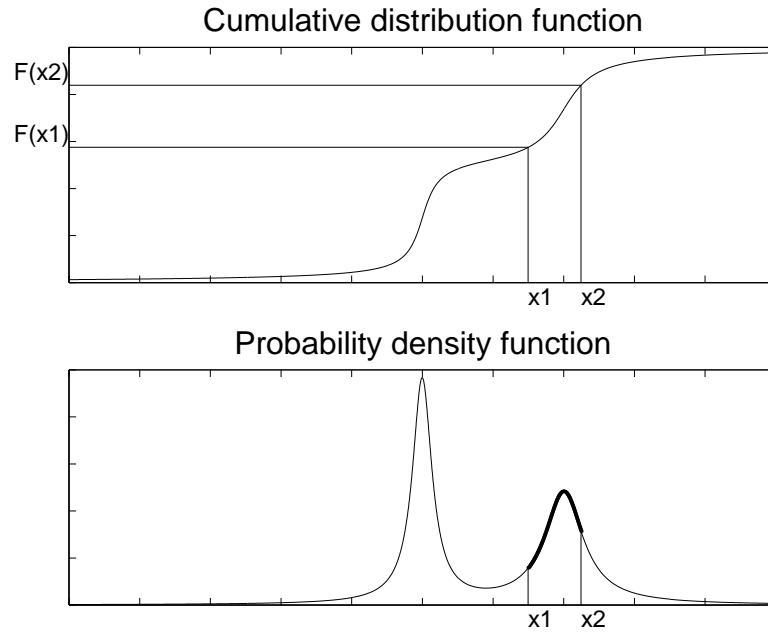 Cumulative distribution function
F(x2)
F(x1)
x1 x2
Probability density function
x1 x2